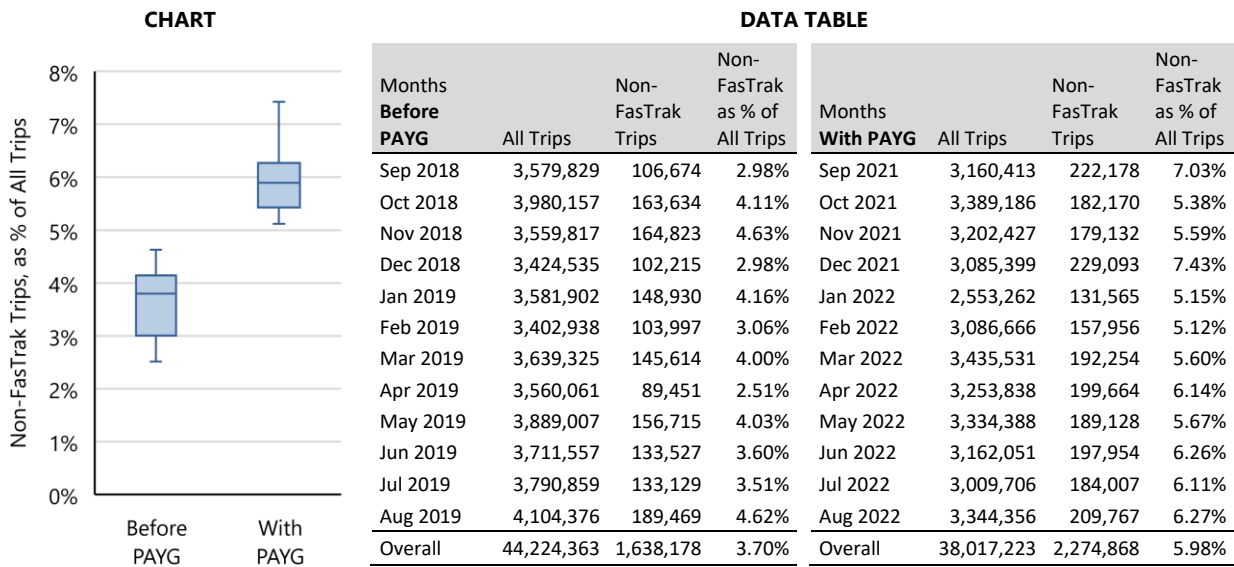 CHART
Non-FasTrak Trips, as % of All Trips
8%
7%
6%
5%
4%
3%
2%
1%
0%
Before PAYG
With PAYG
DATA TABLE
Months Before PAYG | All Trips | Non-FasTrak Trips | Non-FasTrak as % of All Trips | Months With PAYG | All Trips | Non-FasTrak Trips | Non-FasTrak as % of All Trips
Sep 2018 3,579,829 106,674 2.98% Sep 2021 3,160,413 222,178 7.03%
Oct 2018 3,980,157 163,634 4.11% Oct 2021 3,389,186 182,170 5.38%
Nov 2018 3,559,817 164,823 4.63% Nov 2021 3,202,427 179,132 5.59%
Dec 2018 3,424,535 102,215 2.98% Dec 2021 3,085,399 229,093 7.43%
Jan 2019 3,581,902 148,930 4.16% Jan 2022 2,553,262 131,565 5.15%
Feb 2019 3,402,938 103,997 3.06% Feb 2022 3,086,666 157,956 5.12%
Mar 2019 3,639,325 145,614 4.00% Mar 2022 3,435,531 192,254 5.60%
Apr 2019 3,560,061 89,451 2.51% Apr 2022 3,253,838 199,664 6.14%
May 2019 3,889,007 156,715 4.03% May 2022 3,334,388 189,128 5.67%
Jun 2019 3,711,557 133,527 3.60% Jun 2022 3,162,051 197,954 6.26%
Jul 2019 3,790,859 133,129 3.51% Jul 2022 3,009,706 184,007 6.11%
Aug 2019 4,104,376 189,469 4.62% Aug 2022 3,344,356 209,767 6.27%
Overall 44,224,363 1,638,178 3.70% Overall 38,017,223 2,274,868 5.98%